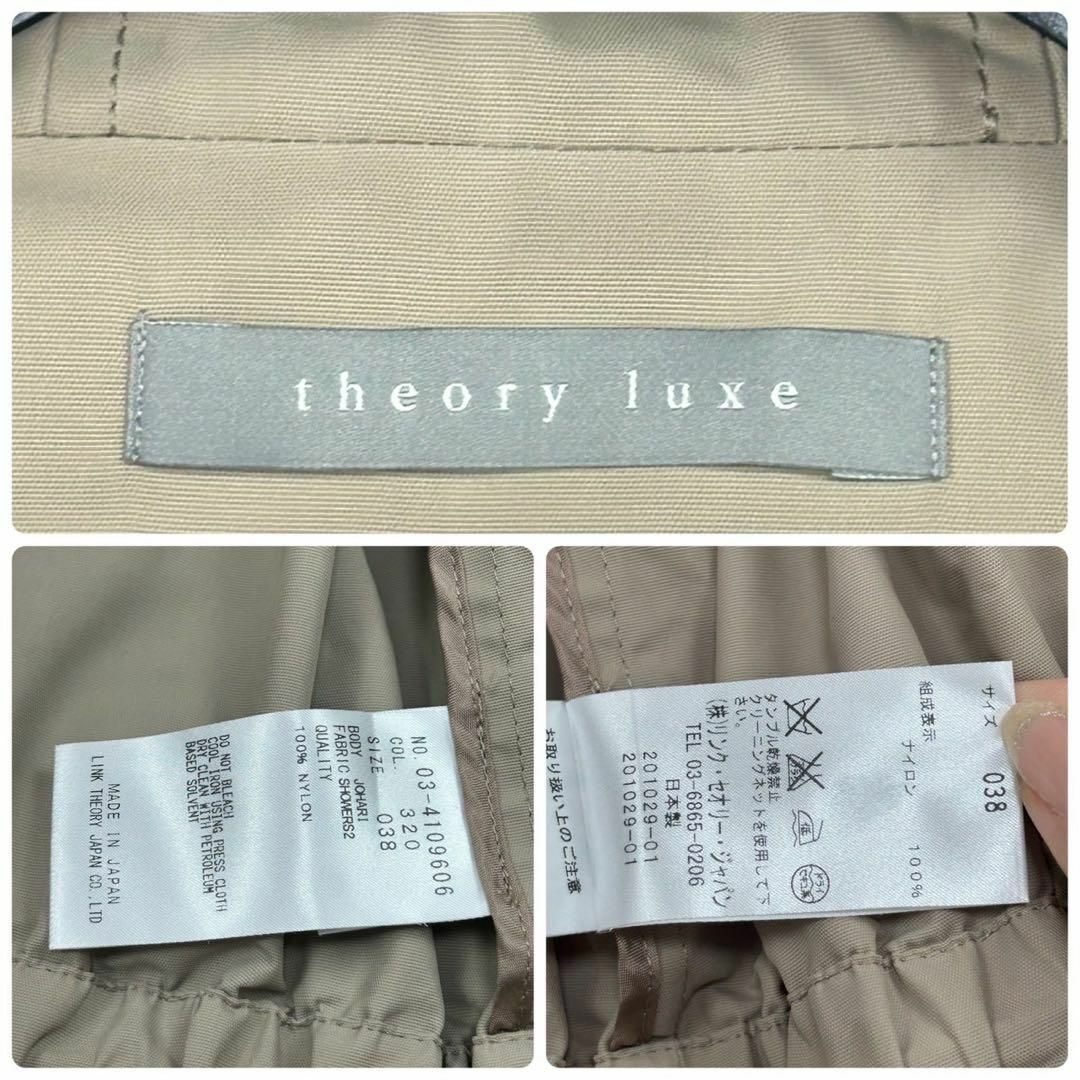 theory luxe
NO. 03-4109606
COL. 320
SIZE 038
BODY JOHARI
FABRIC SHOWERS2
QUALITY
100% NYLON
DO NOT BLEACH
COOL IRON USING PRESS CLOTH
DRY CLEAN WITH PETROLEUM
BASED SOLVENT
MADE IN JAPAN
LINK THEORY JAPAN CO.,LTD
サイズ 038
組成表示
ナイロン 100%
タンブル乾燥禁止
クリーニングネットを使用して下
さい。
(株)リンク・セオリー・ジャパン
TEL 03-6865-0206
日本製
201029-01
201029-01
お取り扱い上のご注意